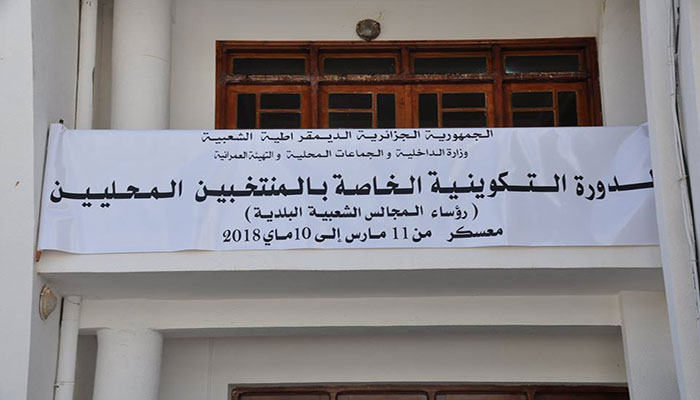 الجمهورية الجزائرية الديمقراطية الشعبية
وزارة الداخلية و الجماعات المحلية و التهيئة العمرانية
لدورة التكوينية الخاصة بالمنتخبين المحليين
( رؤساء المجالس الشعبية البلدية )
معسكر من 11 مارس إلى 10 ماي 2018